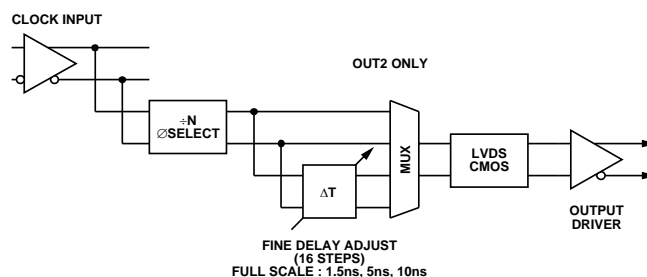 CLOCK INPUT
OUT2 ONLY
÷N
∅SELECT
MUX
LVDS
CMOS
ΔT
OUTPUT
DRIVER
FINE DELAY ADJUST
(16 STEPS)
FULL SCALE : 1.5ns, 5ns, 10ns